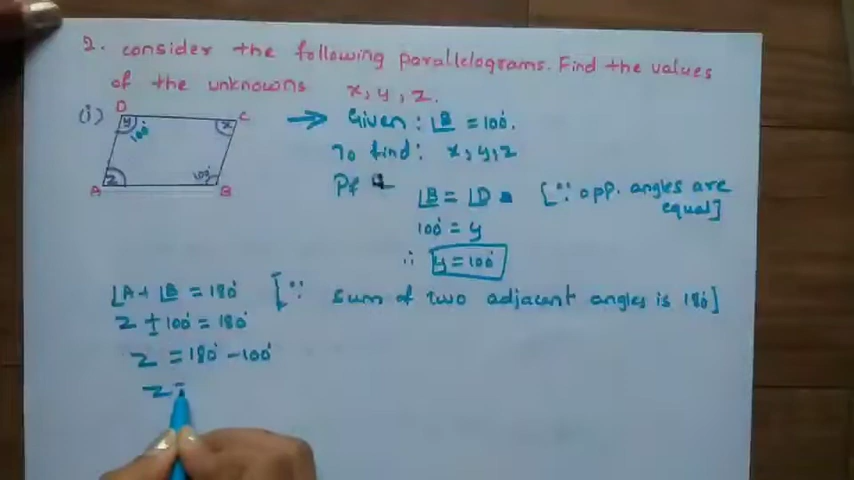 2. consider the following parallelograms. Find the values
of the unknowns x, y, z.
(i) D C A B y 100° x z 100°
→ Given : ∠B = 100°.
To find : x, y, z
Pf
∠B = ∠D [∵ opp. angles are
equal]
100° = y
∴ y = 100°
∠A + ∠B = 180° [∵ sum of two adjacent angles is 180°]
z + 100° = 180°
z = 180° - 100°
z =